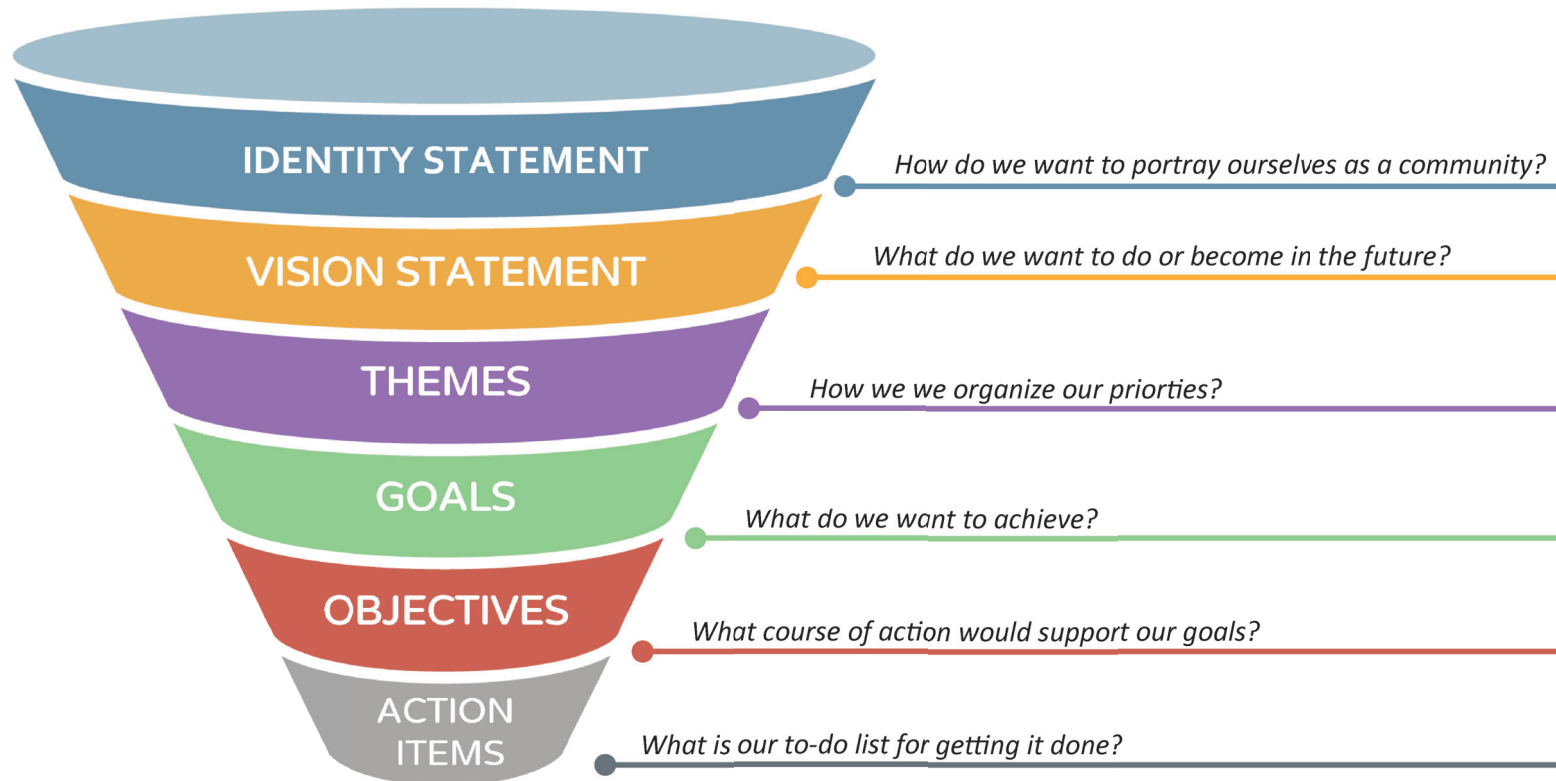 IDENTITY STATEMENT
How do we want to portray ourselves as a community?
VISION STATEMENT
What do we want to do or become in the future?
THEMES
How we we organize our priorties?
GOALS
What do we want to achieve?
OBJECTIVES
What course of action would support our goals?
ACTION
ITEMS
What is our to-do list for getting it done?